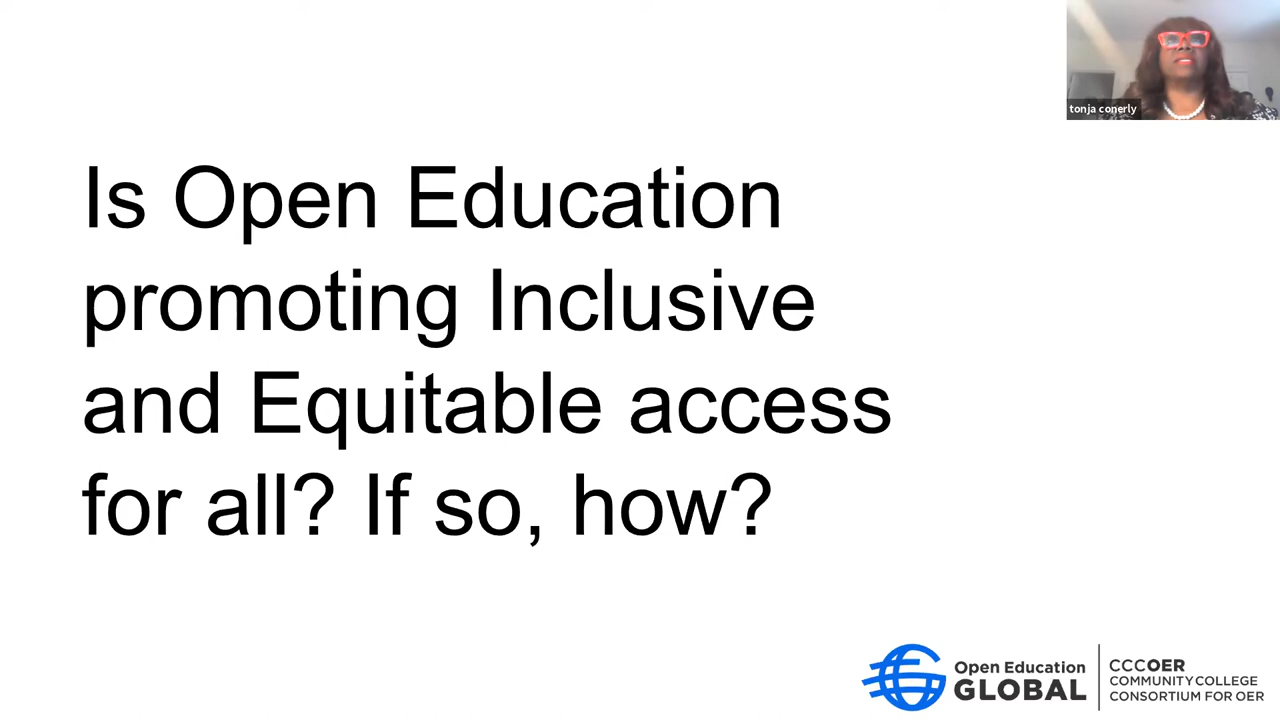 tonja conerly
Is Open Education
promoting Inclusive
and Equitable access
for all? If so, how?
Open Education
GLOBAL
CCCOER
COMMUNITY COLLEGE
CONSORTIUM FOR OER